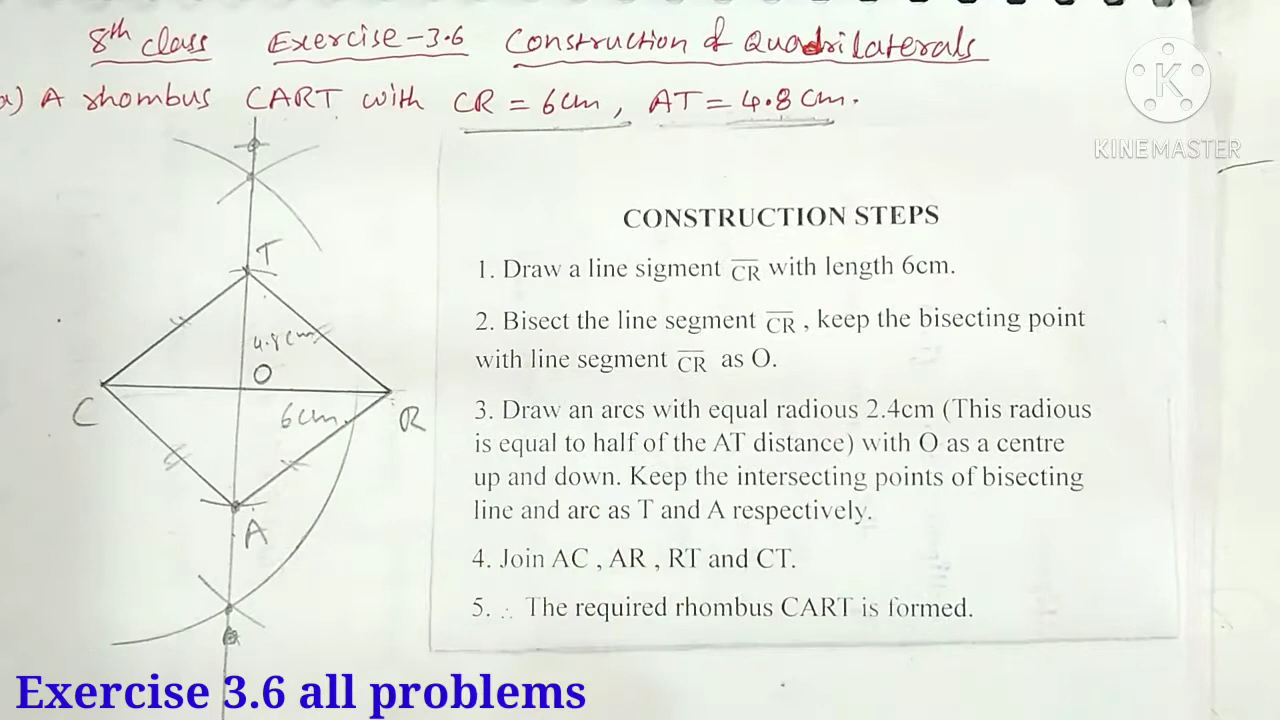 8th class Exercise-3.6 Construction of Quadrilaterals
a) A rhombus CART with CR = 6cm, AT = 4.8cm.
K
KINEMASTER
CONSTRUCTION STEPS
1. Draw a line sigment CR with length 6cm.
2. Bisect the line segment CR , keep the bisecting point
with line segment CR as O.
3. Draw an arcs with equal radious 2.4cm (This radious
is equal to half of the AT distance) with O as a centre
up and down. Keep the intersecting points of bisecting
line and arc as T and A respectively.
4. Join AC , AR , RT and CT.
5. ∴ The required rhombus CART is formed.
T
4.8cm
O
C
6cm
R
A
Exercise 3.6 all problems